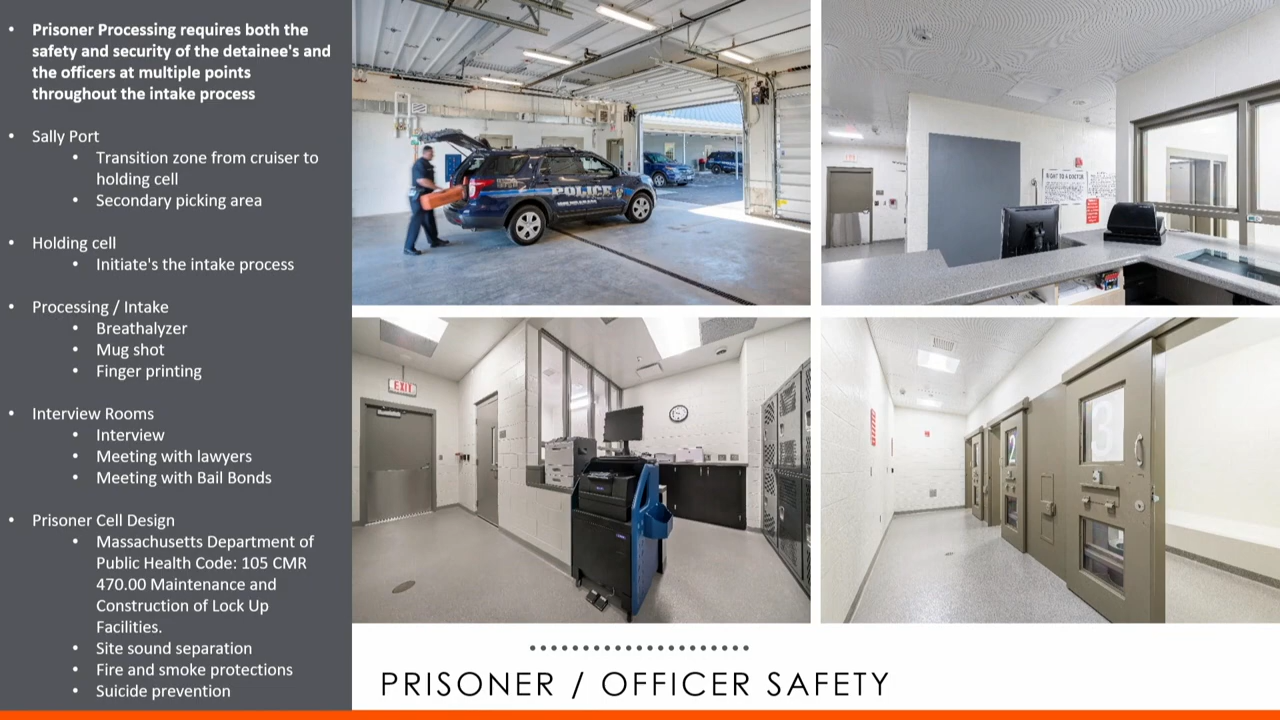 • Prisoner Processing requires both the
safety and security of the detainee's and
the officers at multiple points
throughout the intake process
• Sally Port
• Transition zone from cruiser to
holding cell
• Secondary picking area
• Holding cell
• Initiate's the intake process
• Processing / Intake
• Breathalyzer
• Mug shot
• Finger printing
• Interview Rooms
• Interview
• Meeting with lawyers
• Meeting with Bail Bonds
• Prisoner Cell Design
• Massachusetts Department of
Public Health Code: 105 CMR
470.00 Maintenance and
Construction of Lock Up
Facilities.
• Site sound separation
• Fire and smoke protections
• Suicide prevention
POLICE
RIGHT TO A DOCTOR
EXIT
2
3
PRISONER / OFFICER SAFETY